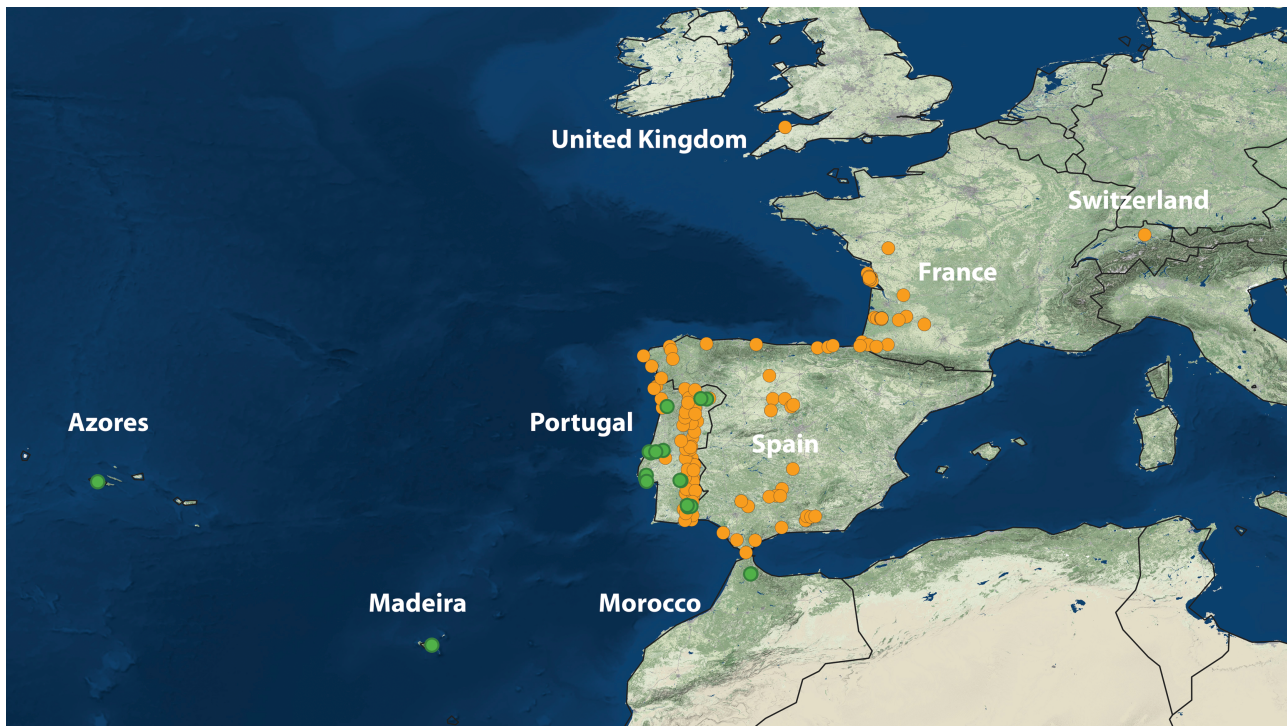 United Kingdom
Switzerland
France
Azores
Portugal
Spain
Madeira
Morocco